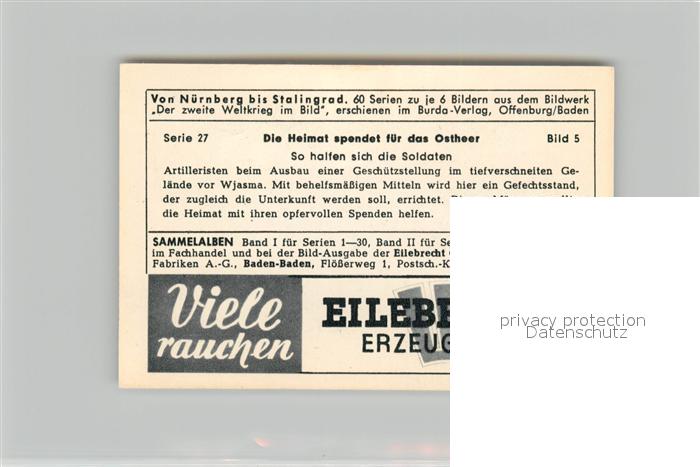 Von Nürnberg bis Stalingrad. 60 Serien zu je 6 Bildern aus dem Bildwerk
„Der zweite Weltkrieg im Bild", erschienen im Burda-Verlag, Offenburg/Baden
Serie 27 Die Heimat spendet für das Ostheer Bild 5
So halfen sich die Soldaten
Artilleristen beim Ausbau einer Geschützstellung im tiefverschneiten Ge-
lände vor Wjasma. Mit behelfsmäßigen Mitteln wird hier ein Gefechtsstand,
der zugleich die Unterkunft werden soll, errichtet.
die Heimat mit ihren opfervollen Spenden helfen.
SAMMELALBEN Band I für Serien 1—30, Band II für Se
im Fachhandel und bei der Bild-Ausgabe der Eilebrecht
Fabriken A.-G., Baden-Baden, Flößerweg 1, Postsch.-K
Viele
rauchen
EILEB
ERZEUG
privacy protection
Datenschutz